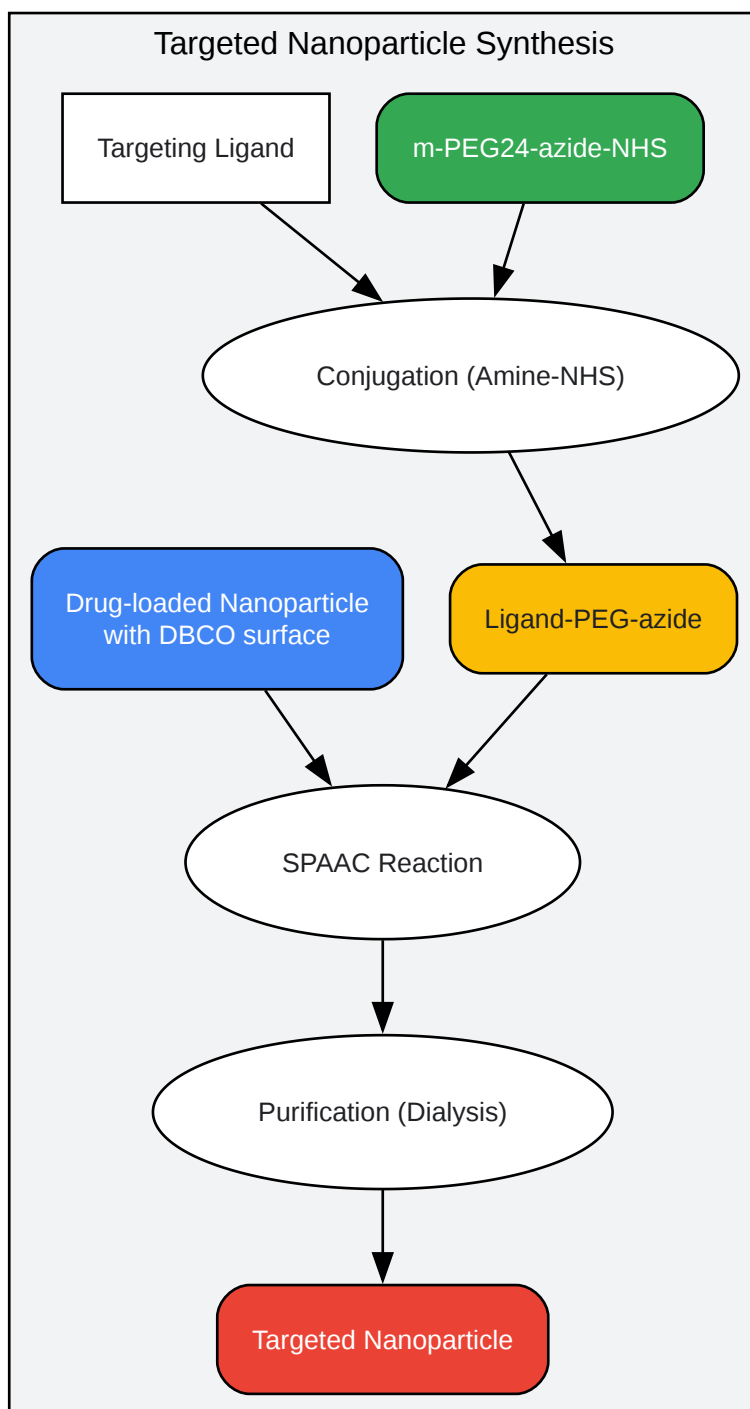 Targeted Nanoparticle Synthesis
Targeting Ligand
m-PEG24-azide-NHS
Conjugation (Amine-NHS)
Drug-loaded Nanoparticle
with DBCO surface
Ligand-PEG-azide
SPAAC Reaction
Purification (Dialysis)
Targeted Nanoparticle